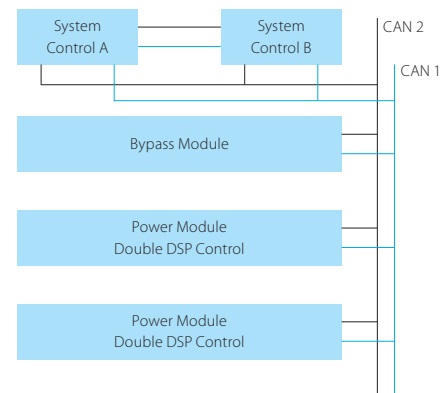 System
Control A
System
Control B
CAN 2
CAN 1
Bypass Module
Power Module
Double DSP Control
Power Module
Double DSP Control